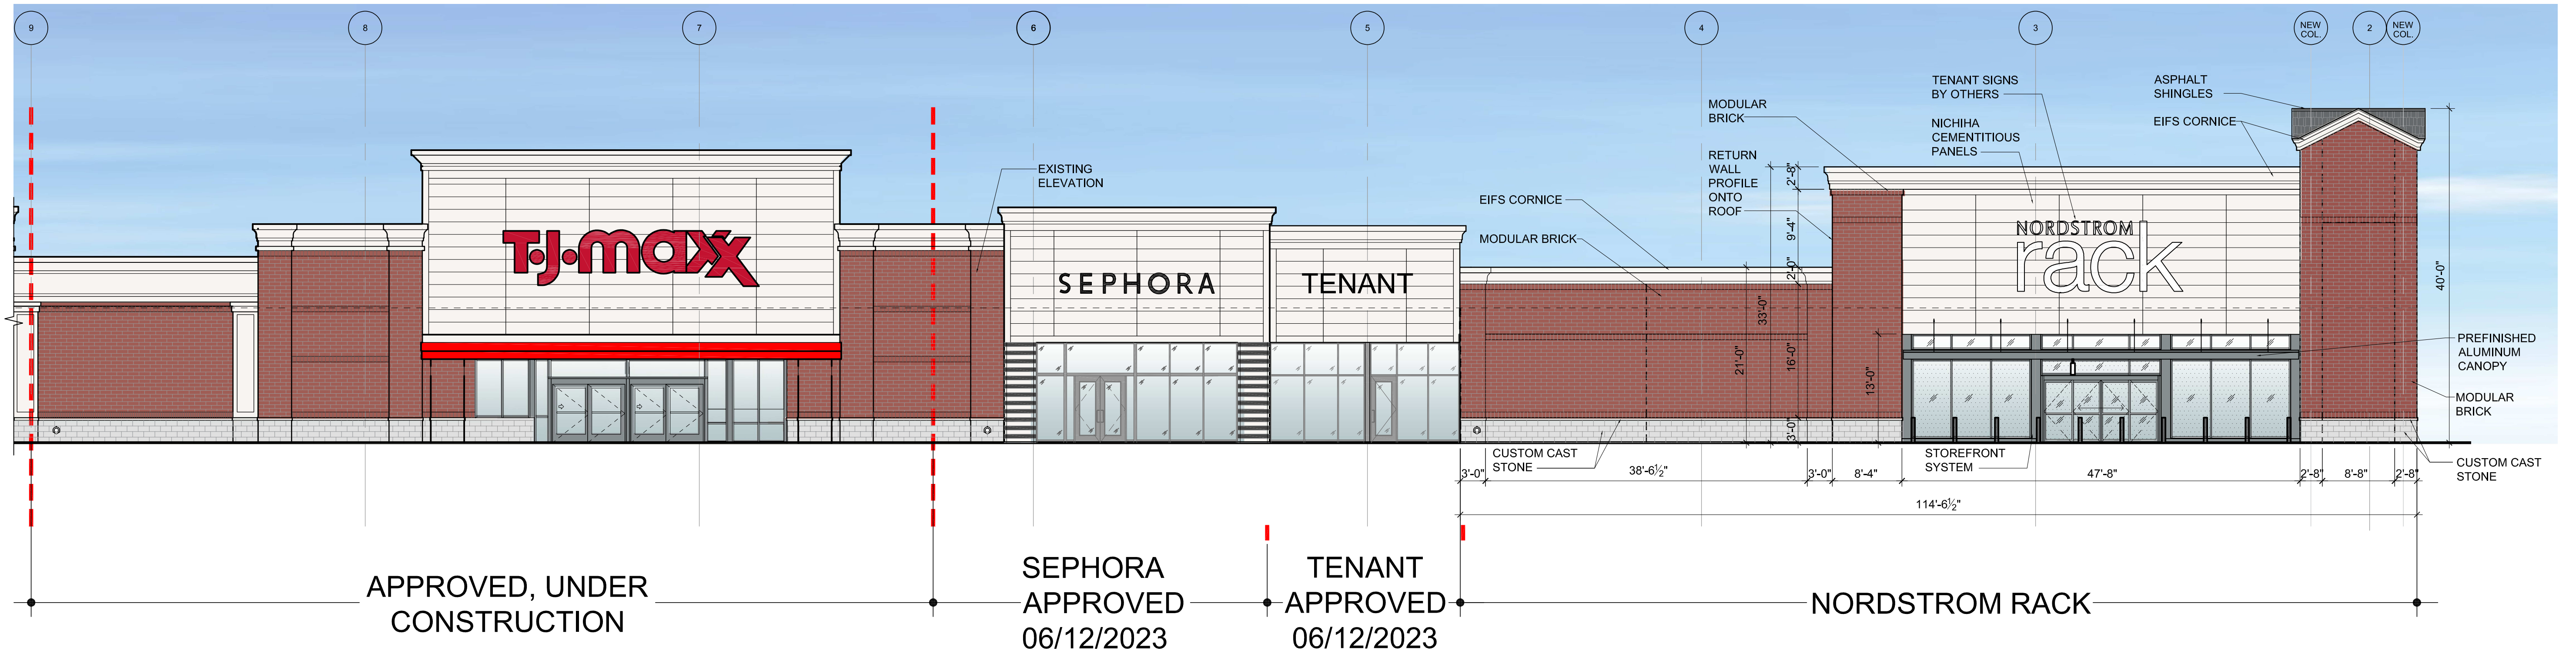 9
8
7
6
5
4
3
NEW
COL.
2
NEW
COL.
TENANT SIGNS
BY OTHERS
ASPHALT
SHINGLES
MODULAR
BRICK
NICHIHA
CEMENTITIOUS
PANELS
EIFS CORNICE
RETURN
WALL
PROFILE
ONTO
ROOF
EXISTING
ELEVATION
EIFS CORNICE
MODULAR BRICK
2'-8"
9'-4"
2'-0"
33'-0"
21'-0"
16'-0"
13'-0"
3'-0"
40'-0"
T·J·maxx
SEPHORA
TENANT
NORDSTROM
rack
PREFINISHED
ALUMINUM
CANOPY
MODULAR
BRICK
CUSTOM CAST
STONE
STOREFRONT
SYSTEM
CUSTOM CAST
STONE
3'-0"
38'-6½"
3'-0"
8'-4"
47'-8"
2'-8"
8'-8"
2'-8"
114'-6½"
APPROVED, UNDER
CONSTRUCTION
SEPHORA
APPROVED
06/12/2023
TENANT
APPROVED
06/12/2023
NORDSTROM RACK